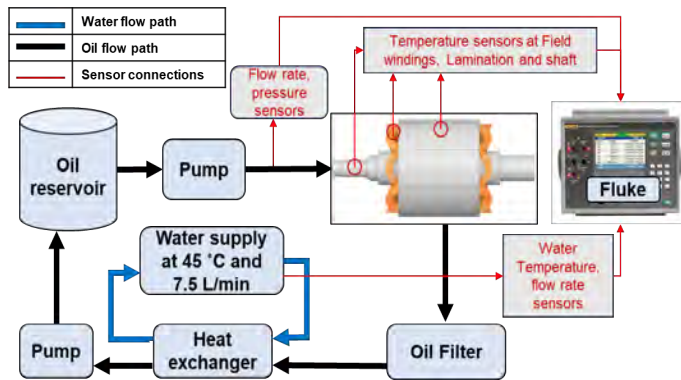 Water flow path
Oil flow path
Sensor connections
Flow rate,
pressure
sensors
Temperature sensors at Field
windings, Lamination and shaft
Oil
reservoir
Pump
Fluke
Water supply
at 45 °C and
7.5 L/min
Water
Temperature,
flow rate
sensors
Pump
Heat
exchanger
Oil Filter